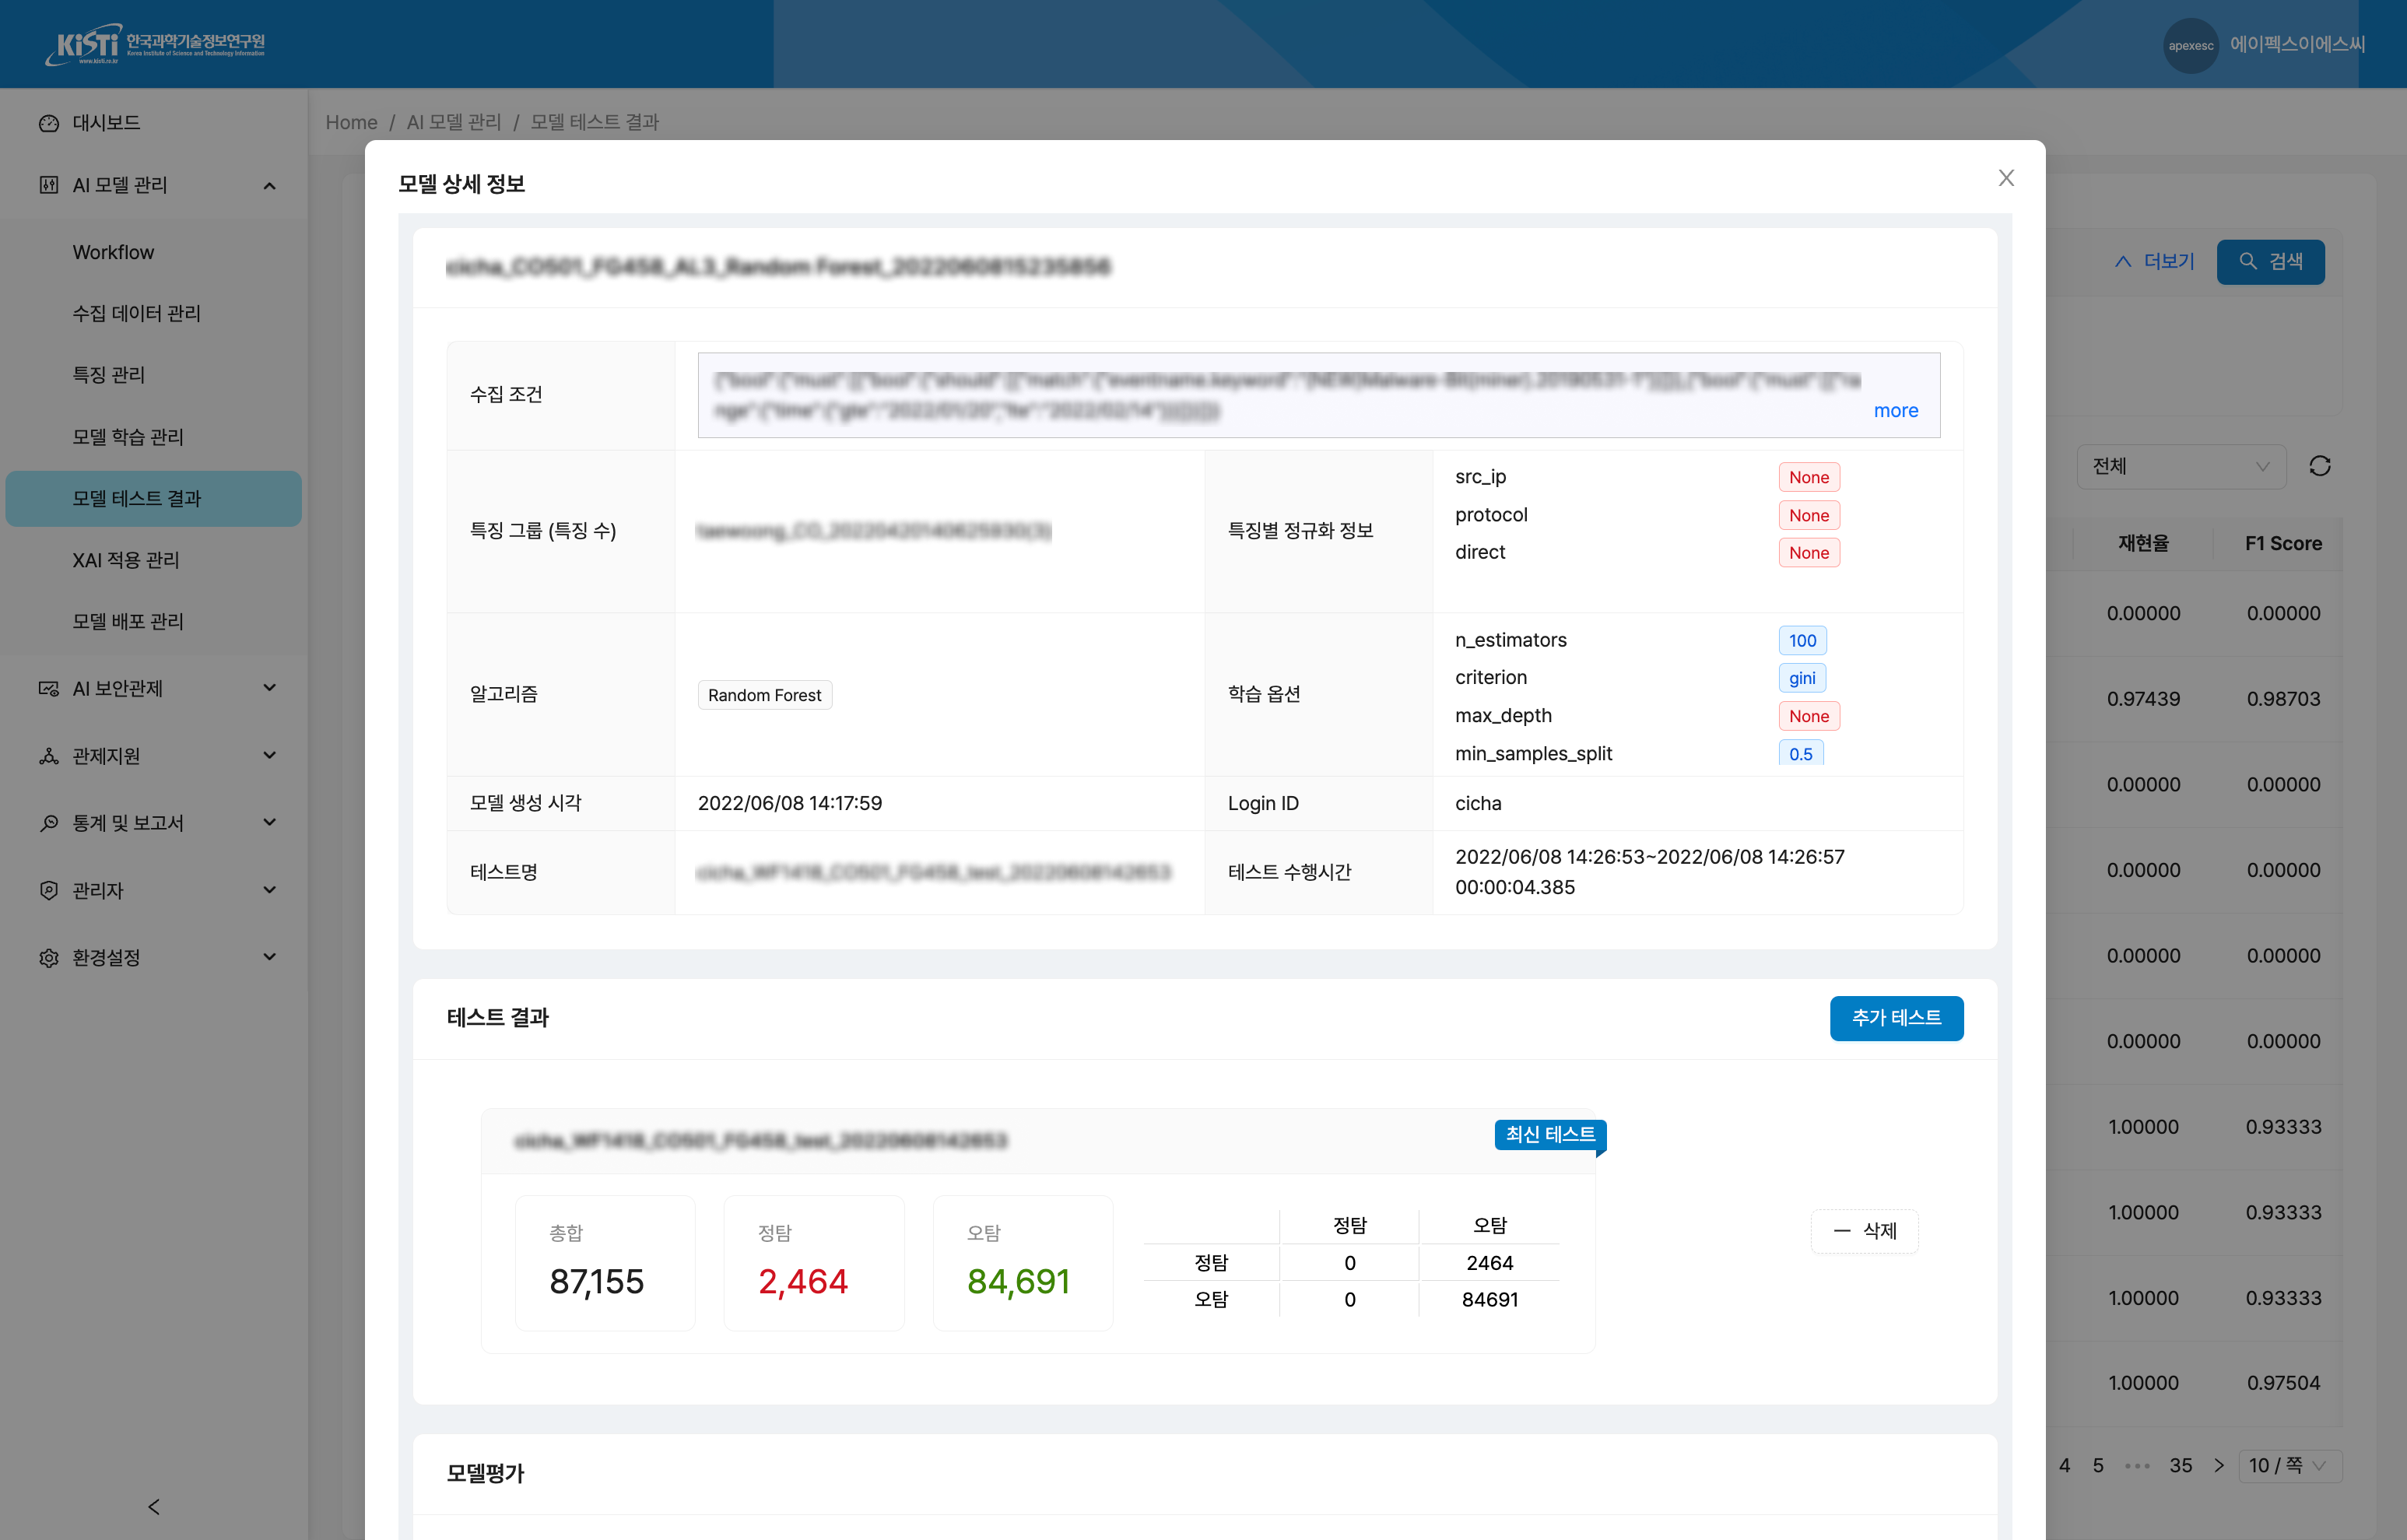 KiSTi 한국과학기술정보연구원
Korea Institute of Science and Technology Information
www.kisti.re.kr
apexesc 에이펙스이에스씨
대시보드
AI 모델 관리
Workflow
수집 데이터 관리
특징 관리
모델 학습 관리
모델 테스트 결과
XAI 적용 관리
모델 배포 관리
AI 보안관제
관제지원
통계 및 보고서
관리자
환경설정
Home / AI 모델 관리 / 모델 테스트 결과
더보기 검색
전체
재현율 F1 Score
0.00000 0.00000
0.97439 0.98703
0.00000 0.00000
0.00000 0.00000
0.00000 0.00000
0.00000 0.00000
1.00000 0.93333
1.00000 0.93333
1.00000 0.93333
1.00000 0.97504
4 5 ••• 35 > 10 / 쪽
모델 상세 정보
수집 조건
more
특징 그룹 (특징 수)
특징별 정규화 정보
src_ip None
protocol None
direct None
알고리즘 Random Forest
학습 옵션
n_estimators 100
criterion gini
max_depth None
min_samples_split 0.5
모델 생성 시각 2022/06/08 14:17:59
Login ID cicha
테스트명
테스트 수행시간
2022/06/08 14:26:53~2022/06/08 14:26:57
00:00:04.385
테스트 결과
추가 테스트
최신 테스트
총합
87,155
정탐
2,464
오탐
84,691
정탐 오탐
정탐 0 2464
오탐 0 84691
삭제
모델평가